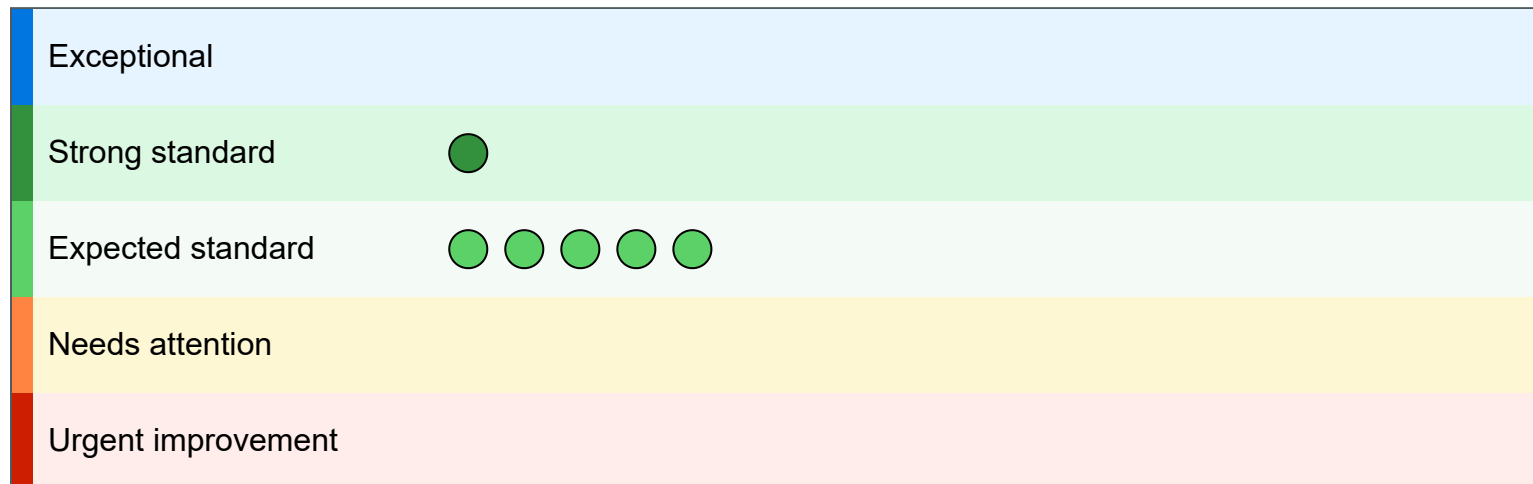 Exceptional
Strong standard
Expected standard
Needs attention
Urgent improvement